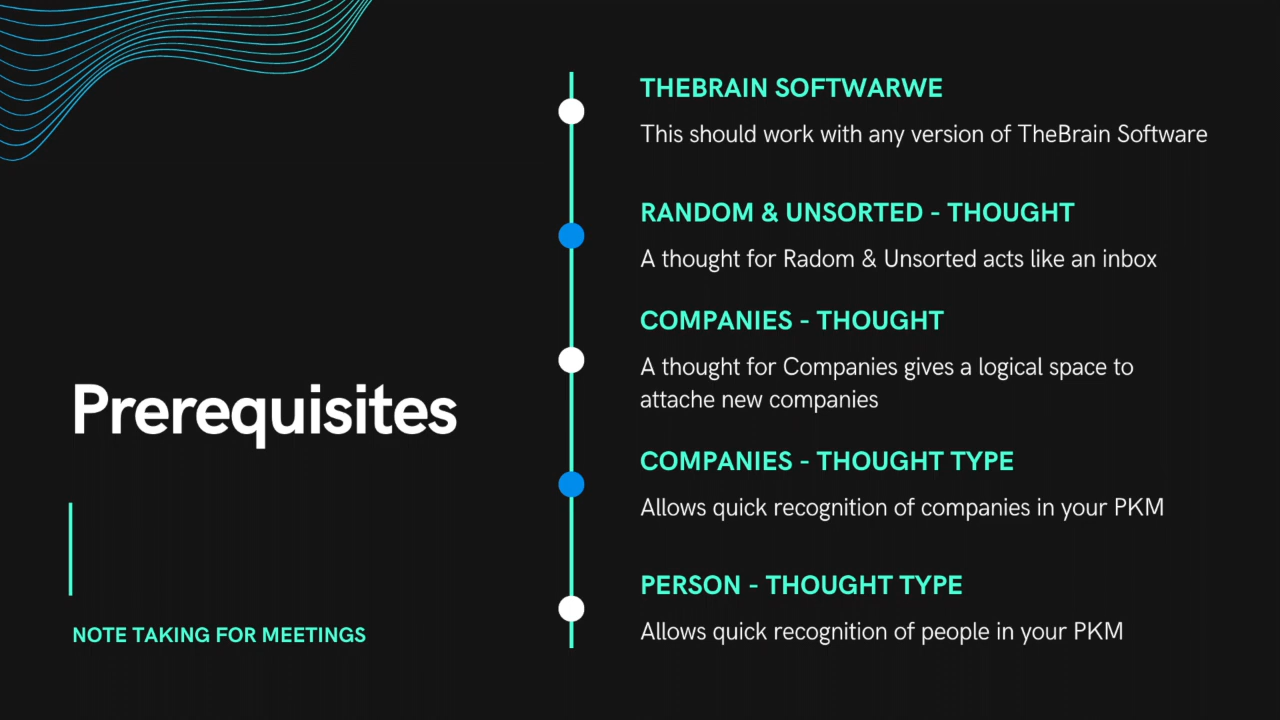 Prerequisites
NOTE TAKING FOR MEETINGS
THEBRAIN SOFTWARWE
This should work with any version of TheBrain Software
RANDOM & UNSORTED - THOUGHT
A thought for Radom & Unsorted acts like an inbox
COMPANIES - THOUGHT
A thought for Companies gives a logical space to
attache new companies
COMPANIES - THOUGHT TYPE
Allows quick recognition of companies in your PKM
PERSON - THOUGHT TYPE
Allows quick recognition of people in your PKM